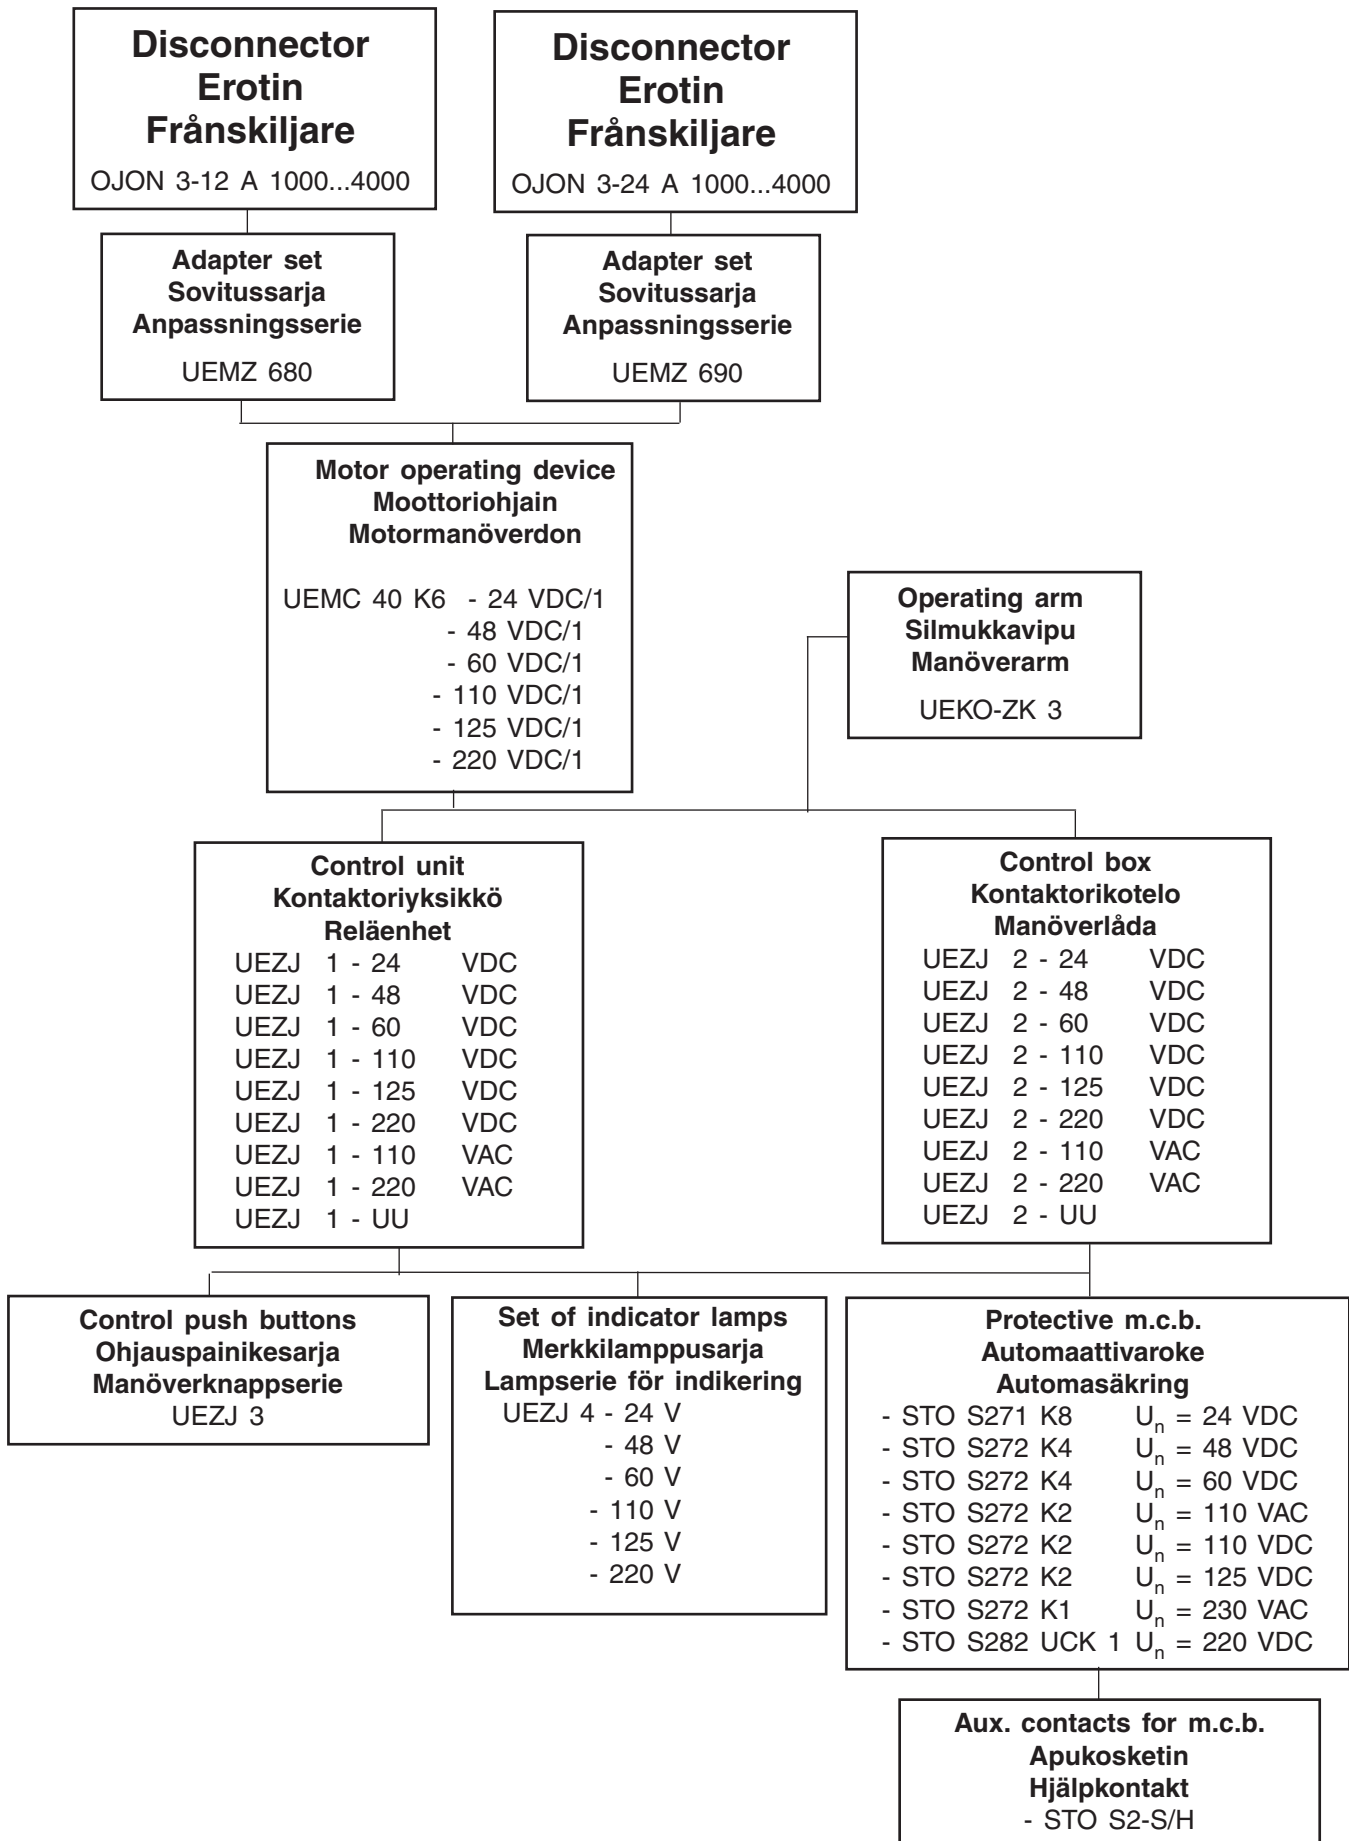 Disconnector
Erotin
Frånskiljare
OJON 3-12 A 1000...4000
Disconnector
Erotin
Frånskiljare
OJON 3-24 A 1000...4000
Adapter set
Sovitussarja
Anpassningsserie
UEMZ 680
Adapter set
Sovitussarja
Anpassningsserie
UEMZ 690
Motor operating device
Moottoriohjain
Motormanöverdon
UEMC 40 K6 - 24 VDC/1
- 48 VDC/1
- 60 VDC/1
- 110 VDC/1
- 125 VDC/1
- 220 VDC/1
Operating arm
Silmukkavipu
Manöverarm
UEKO-ZK 3
Control unit
Kontaktoriyksikkö
Reläenhet
UEZJ 1 - 24 VDC
UEZJ 1 - 48 VDC
UEZJ 1 - 60 VDC
UEZJ 1 - 110 VDC
UEZJ 1 - 125 VDC
UEZJ 1 - 220 VDC
UEZJ 1 - 110 VAC
UEZJ 1 - 220 VAC
UEZJ 1 - UU
Control box
Kontaktorikotelo
Manöverlåda
UEZJ 2 - 24 VDC
UEZJ 2 - 48 VDC
UEZJ 2 - 60 VDC
UEZJ 2 - 110 VDC
UEZJ 2 - 125 VDC
UEZJ 2 - 220 VDC
UEZJ 2 - 110 VAC
UEZJ 2 - 220 VAC
UEZJ 2 - UU
Control push buttons
Ohjauspainikesarja
Manöverknappserie
UEZJ 3
Set of indicator lamps
Merkkilamppusarja
Lampserie för indikering
UEZJ 4 - 24 V
- 48 V
- 60 V
- 110 V
- 125 V
- 220 V
Protective m.c.b.
Automaattivaroke
Automasäkring
- STO S271 K8 Un = 24 VDC
- STO S272 K4 Un = 48 VDC
- STO S272 K4 Un = 60 VDC
- STO S272 K2 Un = 110 VAC
- STO S272 K2 Un = 110 VDC
- STO S272 K2 Un = 125 VDC
- STO S272 K1 Un = 230 VAC
- STO S282 UCK 1 Un = 220 VDC
Aux. contacts for m.c.b.
Apukosketin
Hjälpkontakt
- STO S2-S/H